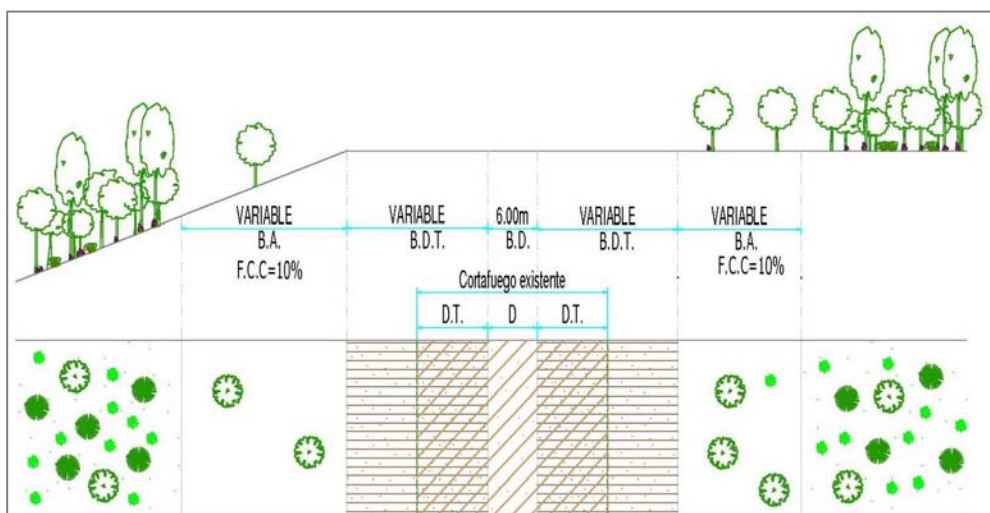 VARIABLE VARIABLE 6.00m VARIABLE VARIABLE
B.A. B.D.T. B.D. B.D.T. B.A.
F.C.C=10% F.C.C=10%
Cortafuego existente
D.T. D D.T.